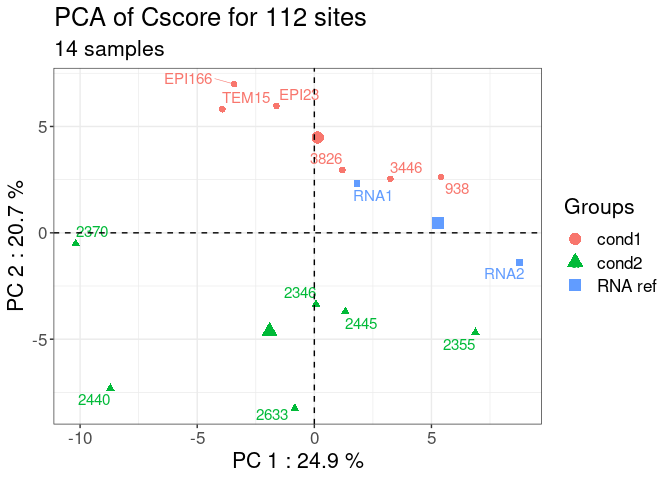 PCA of Cscore for 112 sites
14 samples
EPI166
TEM15
EPI23
3826
3446
938
RNA1
2370
RNA2
2346
2445
2355
2440
2633
5
0
-5
-10
-5
0
5
PC 1 : 24.9 %
PC 2 : 20.7 %
Groups
cond1
cond2
RNA ref